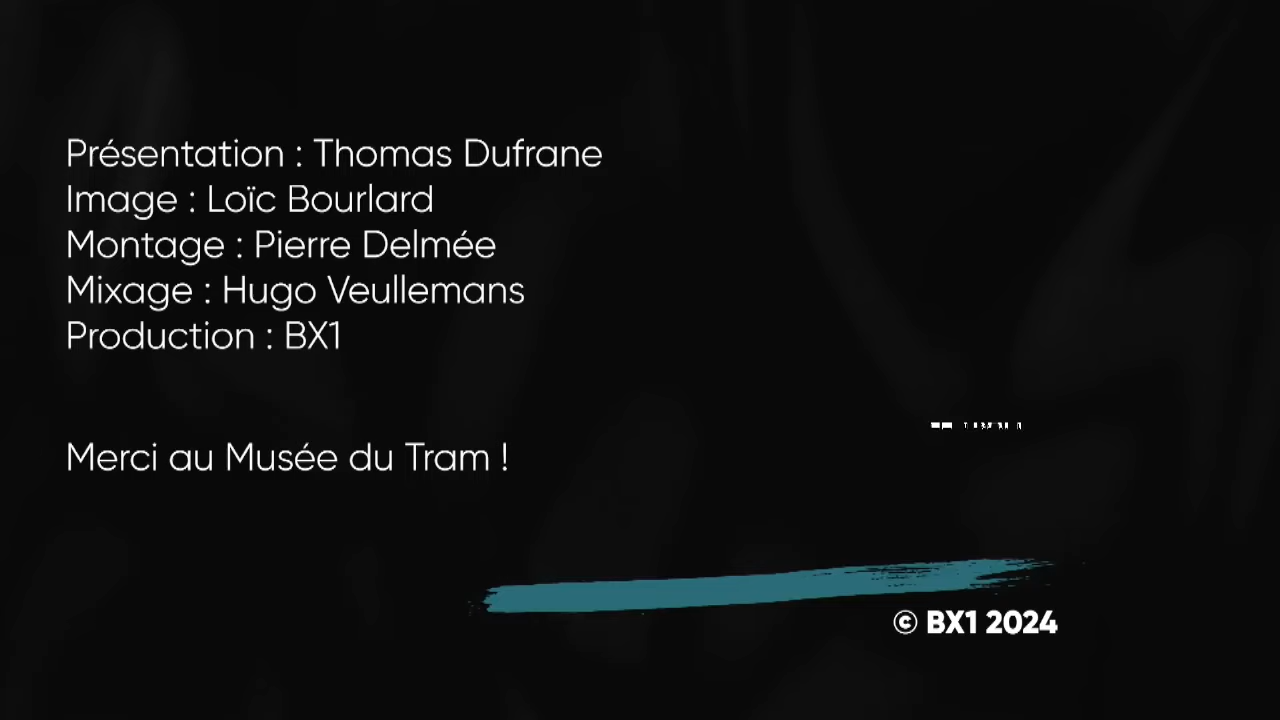 Présentation : Thomas Dufrane
Image : Loïc Bourlard
Montage : Pierre Delmée
Mixage : Hugo Veullemans
Production : BX1
Merci au Musée du Tram !
© BX1 2024